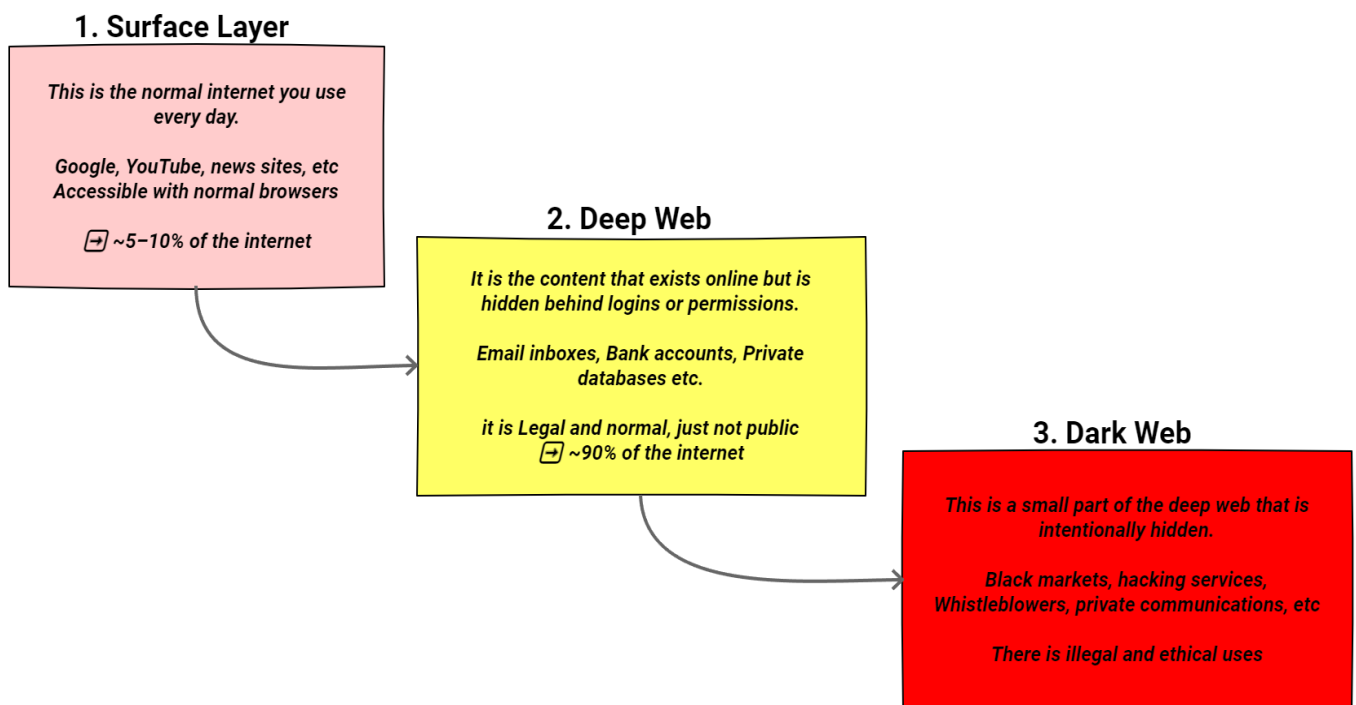 1. Surface Layer
This is the normal internet you use
every day.
Google, YouTube, news sites, etc
Accessible with normal browsers
➡ ~5–10% of the internet
2. Deep Web
It is the content that exists online but is
hidden behind logins or permissions.
Email inboxes, Bank accounts, Private
databases etc.
it is Legal and normal, just not public
➡ ~90% of the internet
3. Dark Web
This is a small part of the deep web that is
intentionally hidden.
Black markets, hacking services,
Whistleblowers, private communications, etc
There is illegal and ethical uses